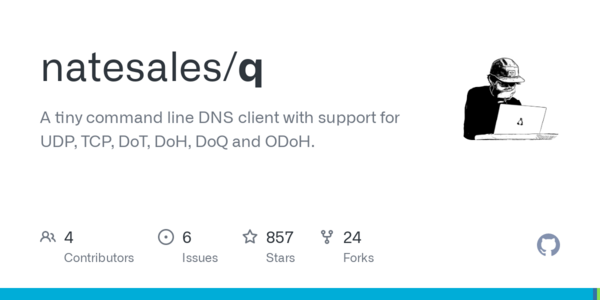 natesales/q
A tiny command line DNS client with support for
UDP, TCP, DoT, DoH, DoQ and ODoH.
4 6 857 24
Contributors Issues Stars Forks